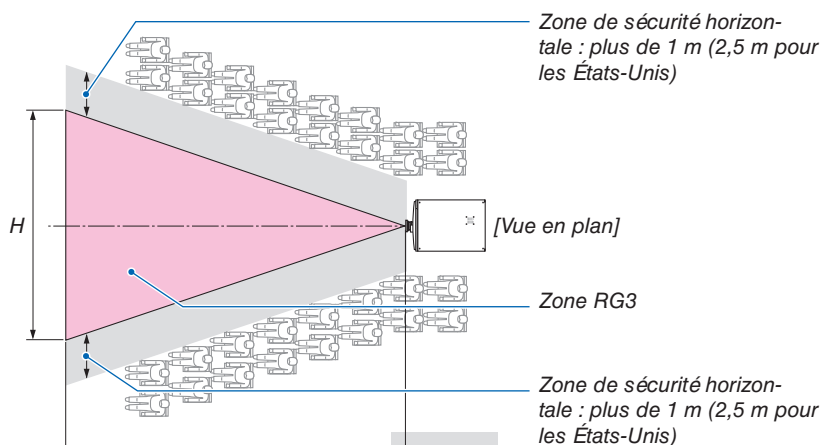 Zone de sécurité horizon-
tale : plus de 1 m (2,5 m pour
les États-Unis)
H
[Vue en plan]
Zone RG3
Zone de sécurité horizon-
tale : plus de 1 m (2,5 m pour
les États-Unis)